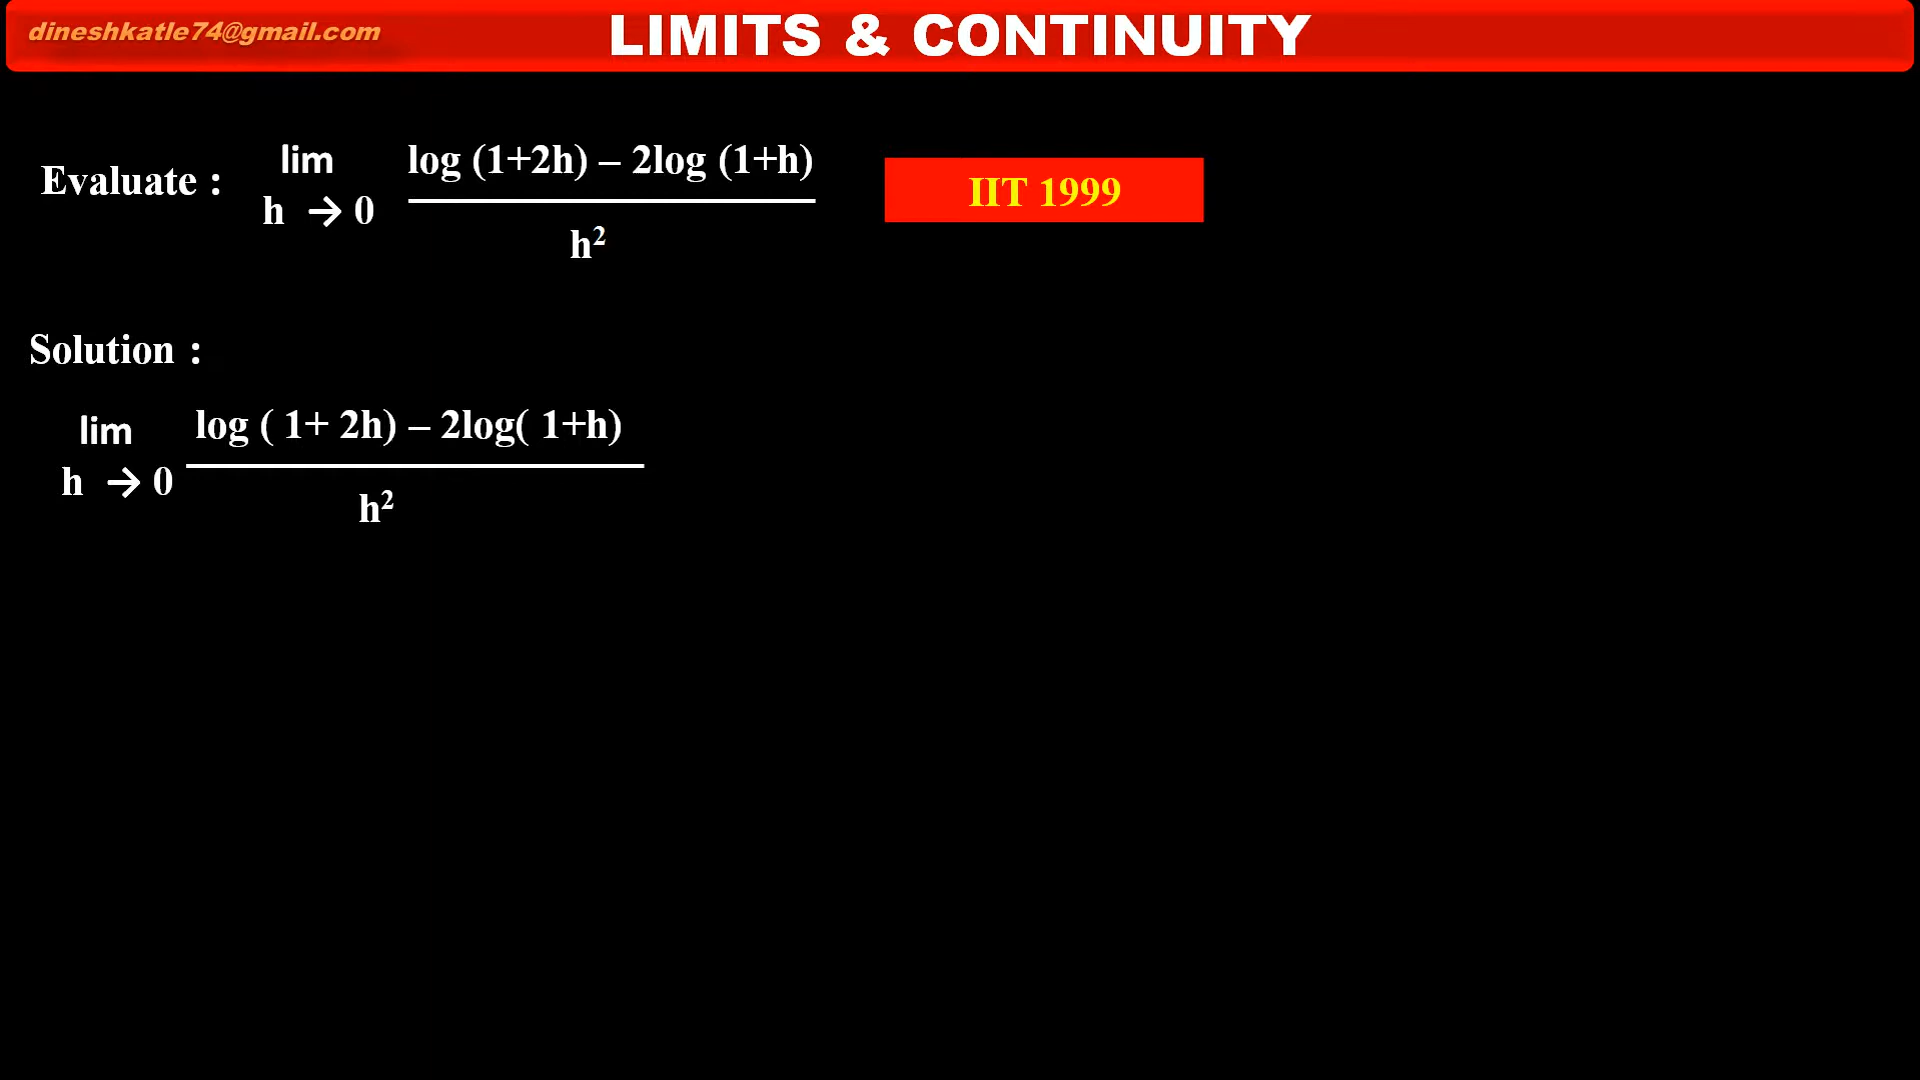 dineshkatle74@gmail.com
LIMITS & CONTINUITY
Evaluate : lim h → 0 log (1+2h) – 2log (1+h)
h²
IIT 1999
Solution :
lim h → 0 log ( 1+ 2h) – 2log( 1+h)
h²